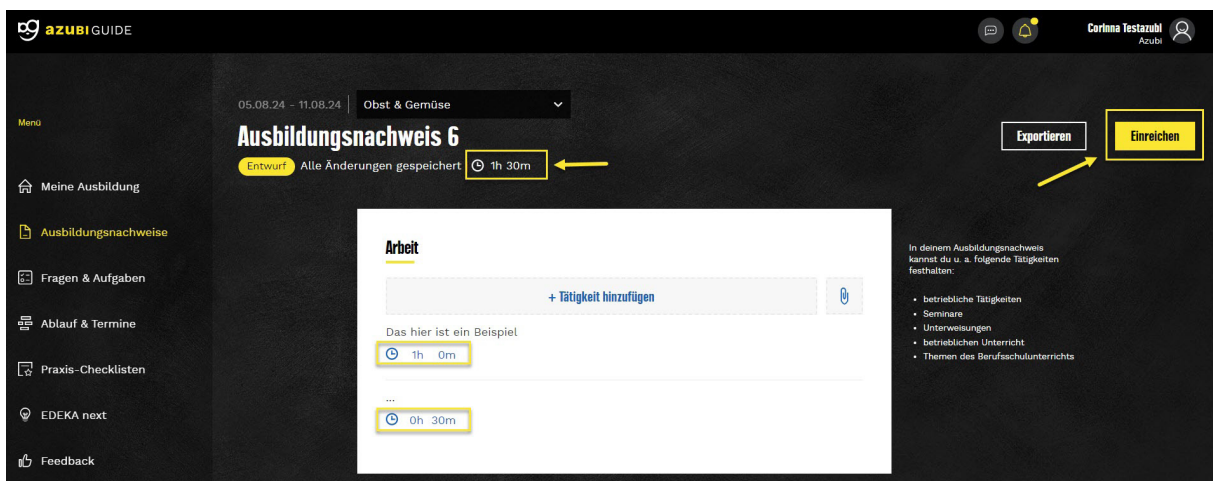 azubiGUIDE
Corinna Testazubi
Azubi
Menü
Meine Ausbildung
Ausbildungsnachweise
Fragen & Aufgaben
Ablauf & Termine
Praxis-Checklisten
EDEKA next
Feedback
05.08.24 - 11.08.24
Obst & Gemüse
Ausbildungsnachweis 6
Entwurf Alle Änderungen gespeichert 1h 30m
Exportieren
Einreichen
Arbeit
+ Tätigkeit hinzufügen
Das hier ist ein Beispiel
1h 0m
...
0h 30m
In deinem Ausbildungsnachweis
kannst du u. a. folgende Tätigkeiten
festhalten:
• betriebliche Tätigkeiten
• Seminare
• Unterweisungen
• betrieblichen Unterricht
• Themen des Berufsschulunterrichts